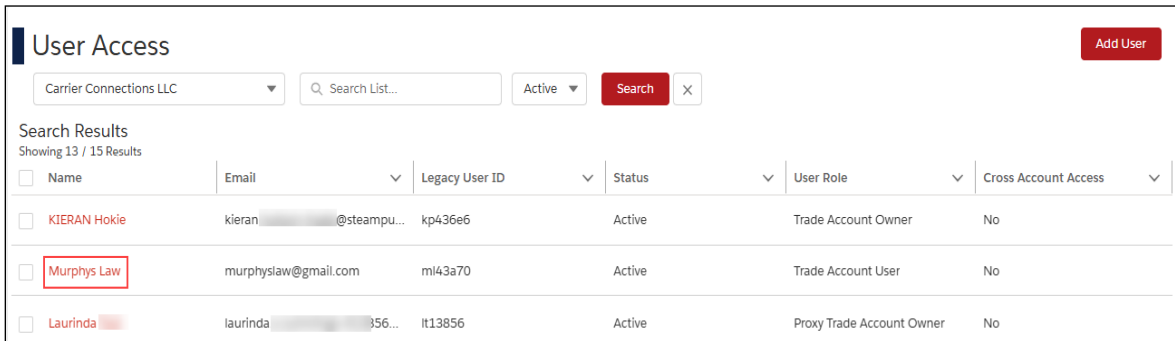 User Access
Add User
Carrier Connections LLC Search List... Active Search
Search Results
Showing 13 / 15 Results
Name Email Legacy User ID Status User Role Cross Account Access
KIERAN Hokie kieran @steampu... kp436e6 Active Trade Account Owner No
Murphys Law murphyslaw@gmail.com ml43a70 Active Trade Account User No
Laurinda laurinda 356... lt13856 Active Proxy Trade Account Owner No